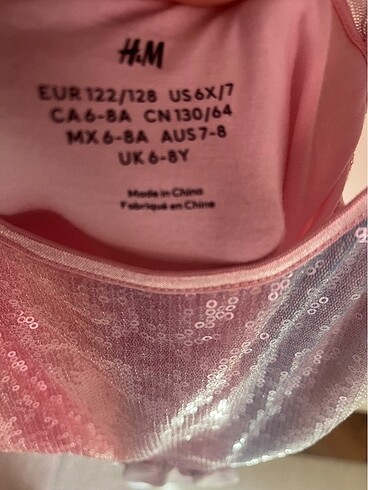 H&M
EUR 122/128 US 6X/7
CA 6-8A CN 130/64
MX 6-8A AUS 7-8
UK 6-8Y
Made in China
Fabriqué en Chine